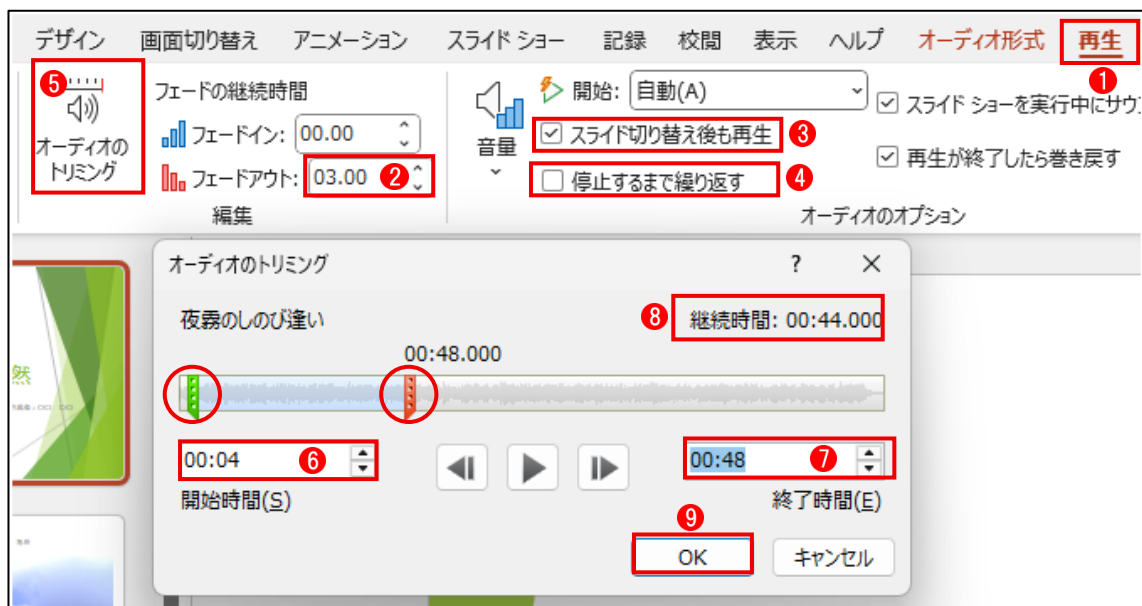 デザイン 画面切り替え アニメーション スライド ショー 記録 校閲 表示 ヘルプ オーディオ形式 再生
1
5
オーディオの
トリミング
フェードの継続時間
フェードイン: 00.00
フェードアウト: 03.00 2
編集
音量
開始: 自動(A)
スライド切り替え後も再生 3
停止するまで繰り返す 4
スライド ショーを実行中にサウ
再生が終了したら巻き戻す
オーディオのオプション
オーディオのトリミング ? ×
夜霧のしのび逢い
8 継続時間: 00:44.000
00:48.000
00:04 6
開始時間(S)
00:48 7
終了時間(E)
9
OK キャンセル
然